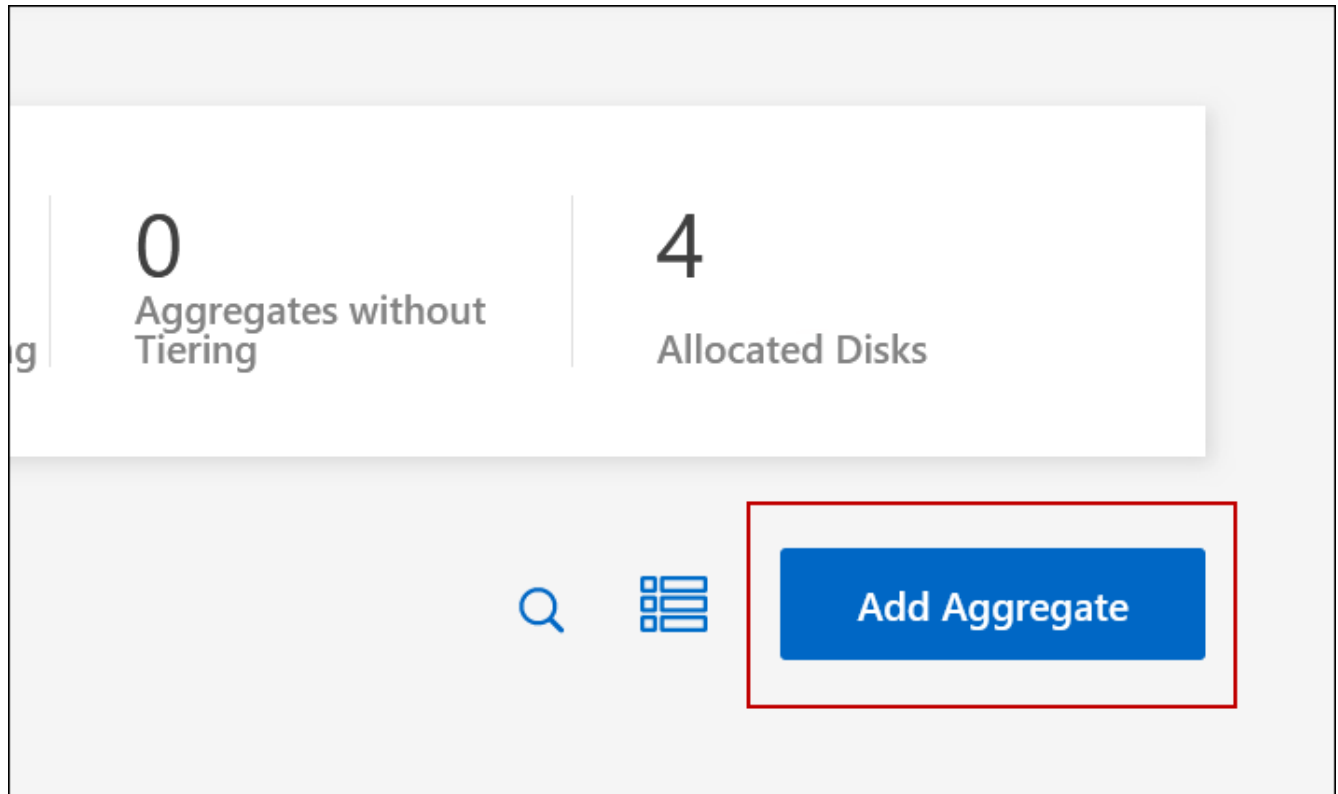 0
Aggregates without
Tiering
4
Allocated Disks
Add Aggregate